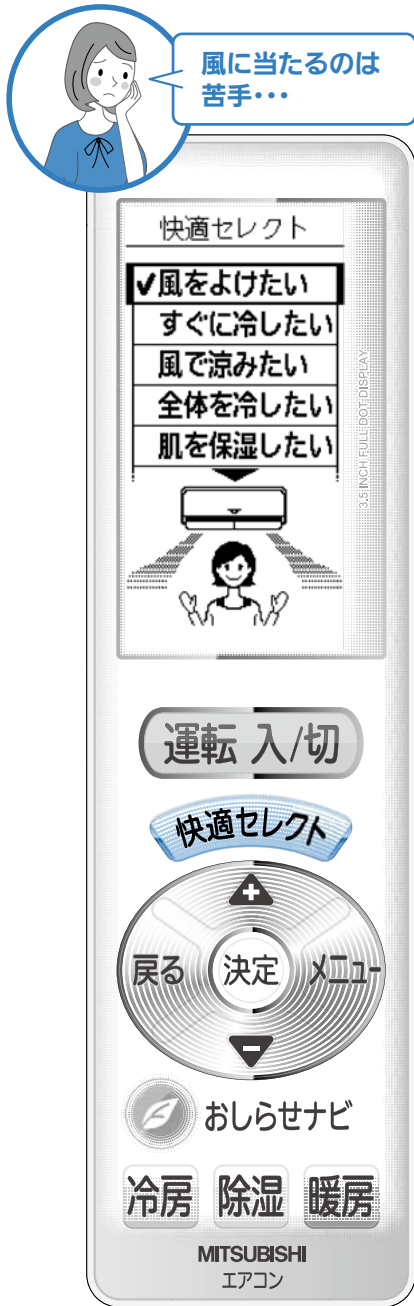 風に当たるのは
苦手・・・
快適セレクト
✔風をよけたい
すぐに冷したい
風で涼みたい
全体を冷したい
肌を保湿したい
3.5 INCH FULL DOT DISPLAY
運転 入/切
快適セレクト
+
戻る 決定 メニュー
-
おしらせナビ
冷房 除湿 暖房
MITSUBISHI
エアコン